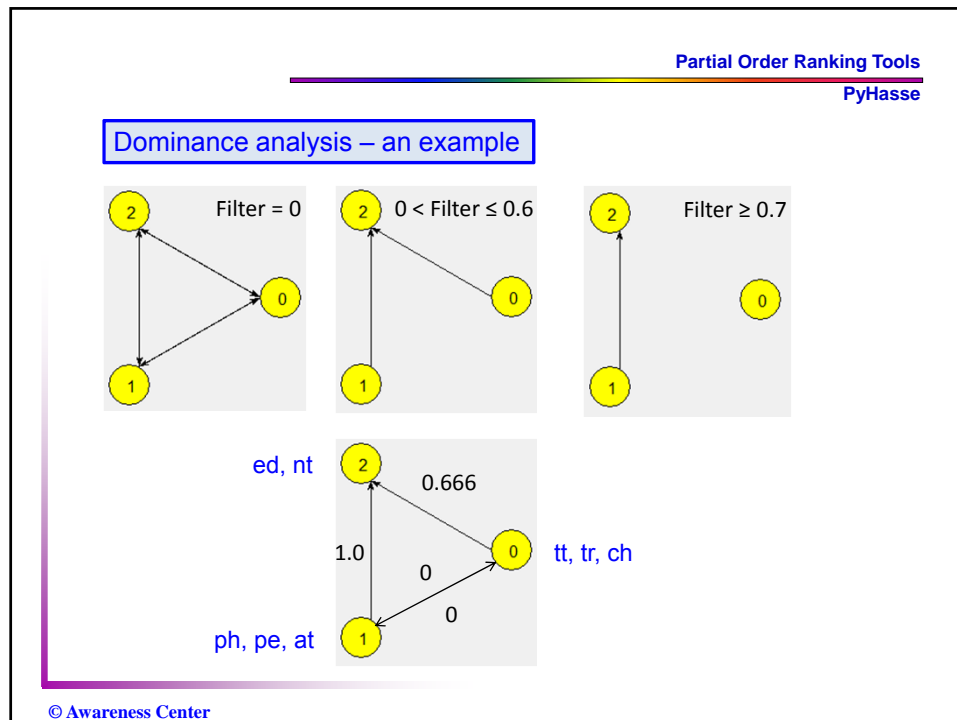 Partial Order Ranking Tools
PyHasse
Dominance analysis – an example
2
Filter = 0
0
1
2
0 < Filter ≤ 0.6
0
1
2
Filter ≥ 0.7
0
1
ed, nt
2
0.666
1.0
0
0
tt, tr, ch
0
ph, pe, at
1
© Awareness Center